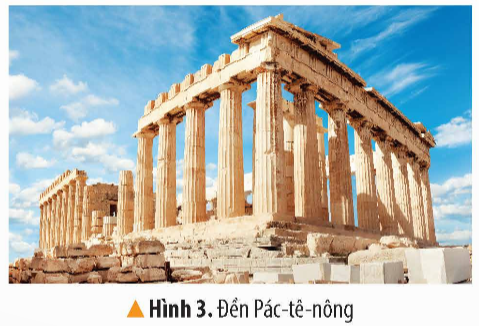 ▲ Hình 3. Đền Pác-tê-nông